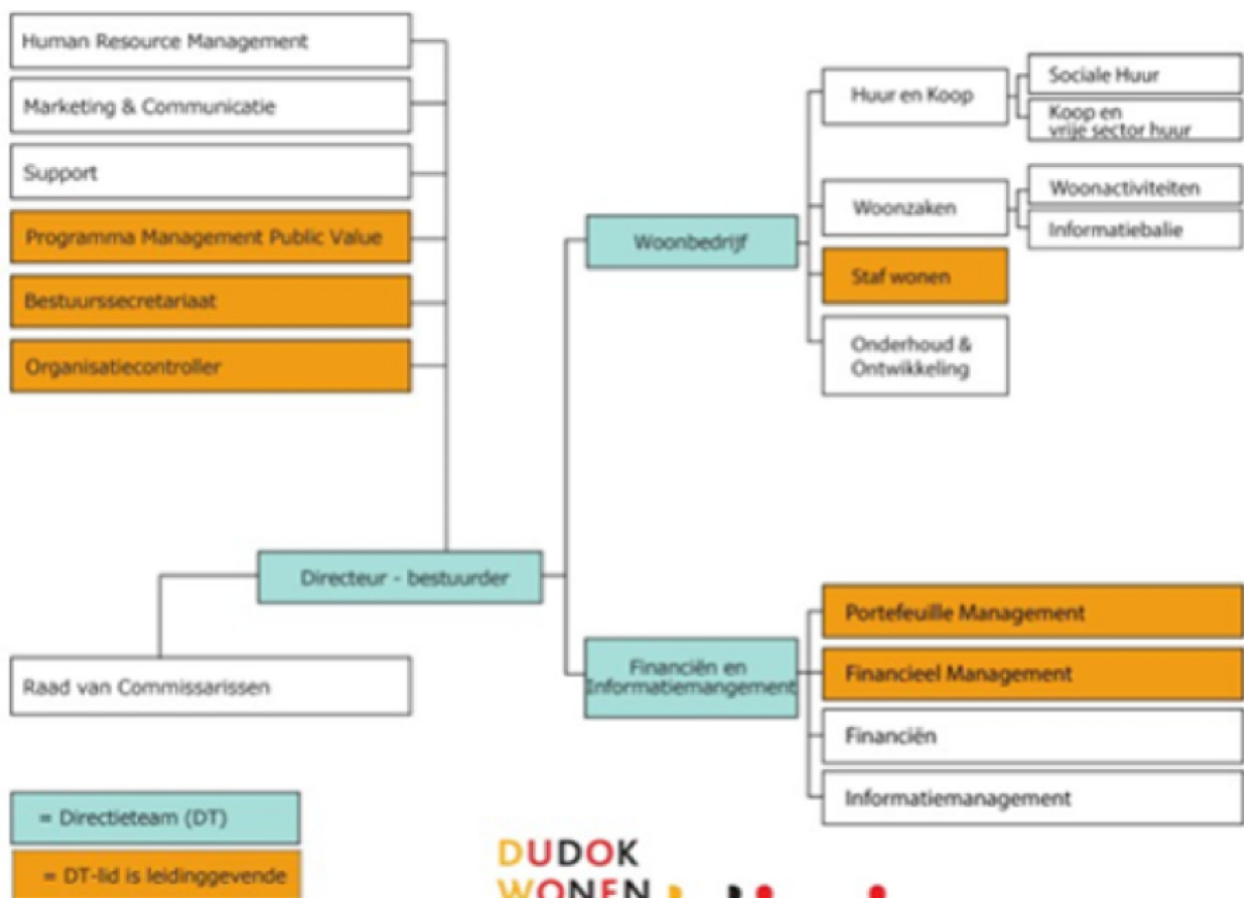 Human Resource Management
Marketing & Communicatie
Support
Programma Management Public Value
Bestuurssecretariaat
Organisatiecontroller
Directeur - bestuurder
Raad van Commissarissen
Woonbedrijf
Huur en Koop
Sociale Huur
Koop en
vrije sector huur
Woonzaken
Woonactiviteiten
Informatiebalie
Staf wonen
Onderhoud &
Ontwikkeling
Financiën en
Informatiemangement
Portefeuille Management
Financieel Management
Financiën
Informatiemanagement
= Directieteam (DT)
= DT-lid is leidinggevende
DUDOK
WONEN